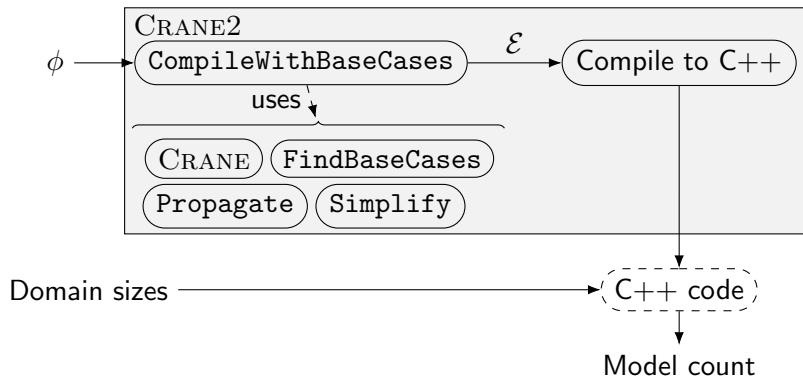 CRANE2
ϕ CompileWithBaseCases ℰ Compile to C++
uses
CRANE FindBaseCases
Propagate Simplify
Domain sizes C++ code
Model count